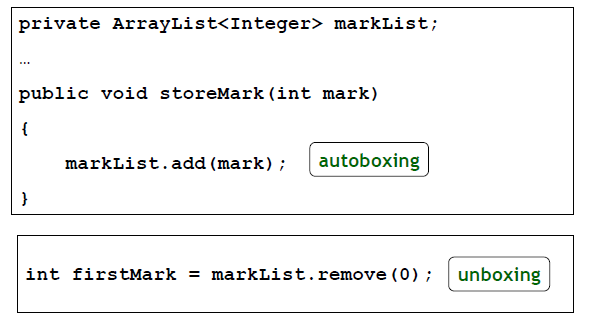 private ArrayList<Integer> markList;
…
public void storeMark(int mark)
{
markList.add(mark); autoboxing
}
int firstMark = markList.remove(0); unboxing